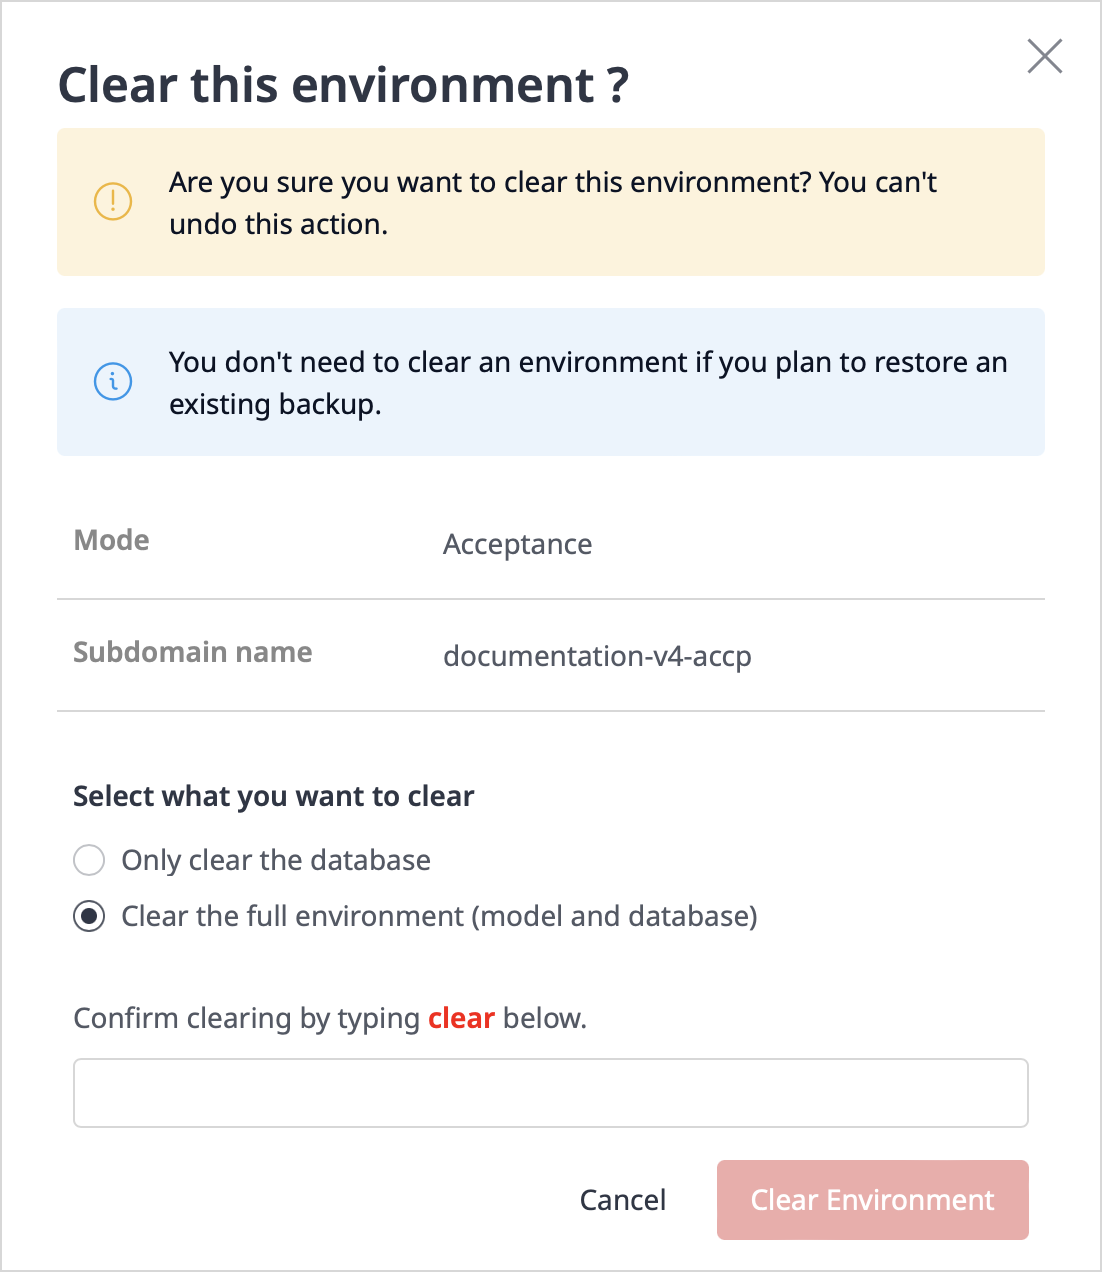 Clear this environment ?
Are you sure you want to clear this environment? You can't
undo this action.
You don't need to clear an environment if you plan to restore an
existing backup.
Mode
Acceptance
Subdomain name
documentation-v4-accp
Select what you want to clear
Only clear the database
Clear the full environment (model and database)
Confirm clearing by typing clear below.
Cancel
Clear Environment